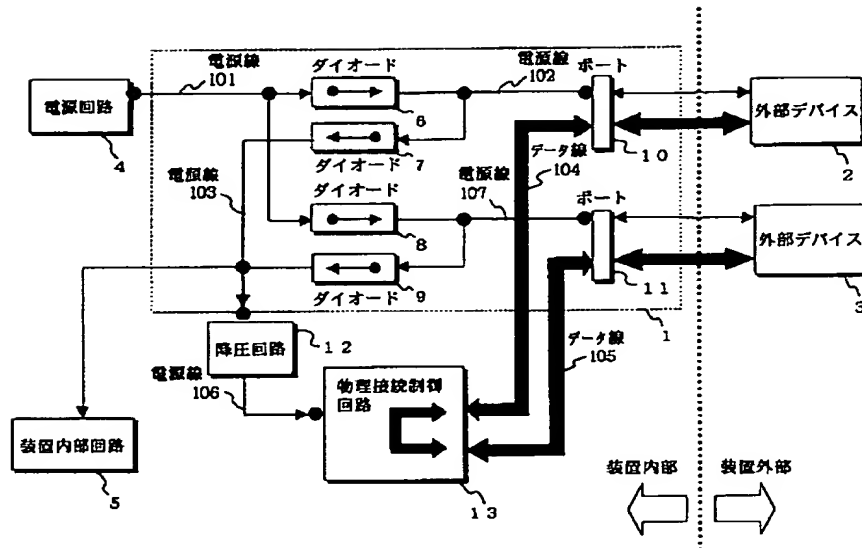 電源線
101
ダイオード
6
電源線
102
ポート
10
電源回路
4
外部デバイス
2
ダイオード
7
電源線
103
データ線
104
電源線
107
ポート
11
ダイオード
8
外部デバイス
3
ダイオード
9
1
降圧回路
12
データ線
105
電源線
106
物理接続制御
回路
13
装置内部回路
5
装置内部
装置外部